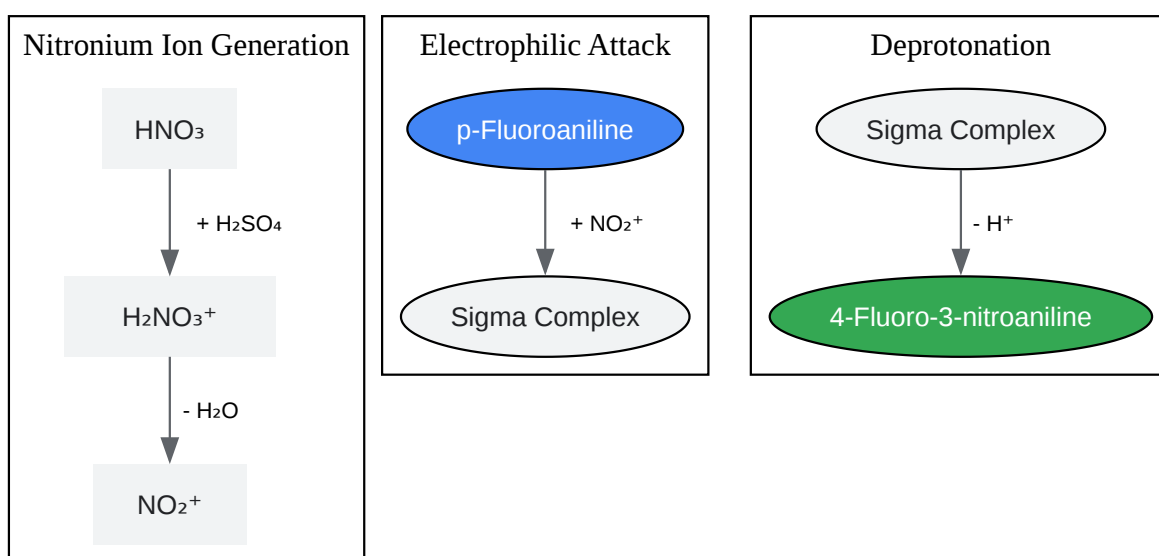 Nitronium Ion Generation
HNO₃
+ H₂SO₄
H₂NO₃⁺
- H₂O
NO₂⁺
Electrophilic Attack
p-Fluoroaniline
+ NO₂⁺
Sigma Complex
Deprotonation
Sigma Complex
- H⁺
4-Fluoro-3-nitroaniline